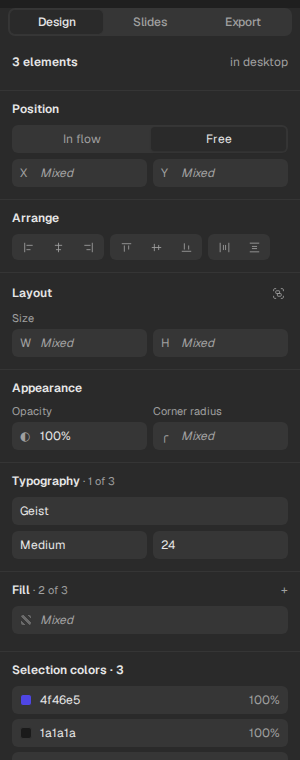 Design Slides Export
3 elements in desktop
Position
In flow Free
X Mixed Y Mixed
Arrange
Layout
Size
W Mixed H Mixed
Appearance
Opacity Corner radius
100% Mixed
Typography · 1 of 3
Geist
Medium 24
Fill · 2 of 3 +
Mixed
Selection colors · 3
4f46e5 100%
1a1a1a 100%